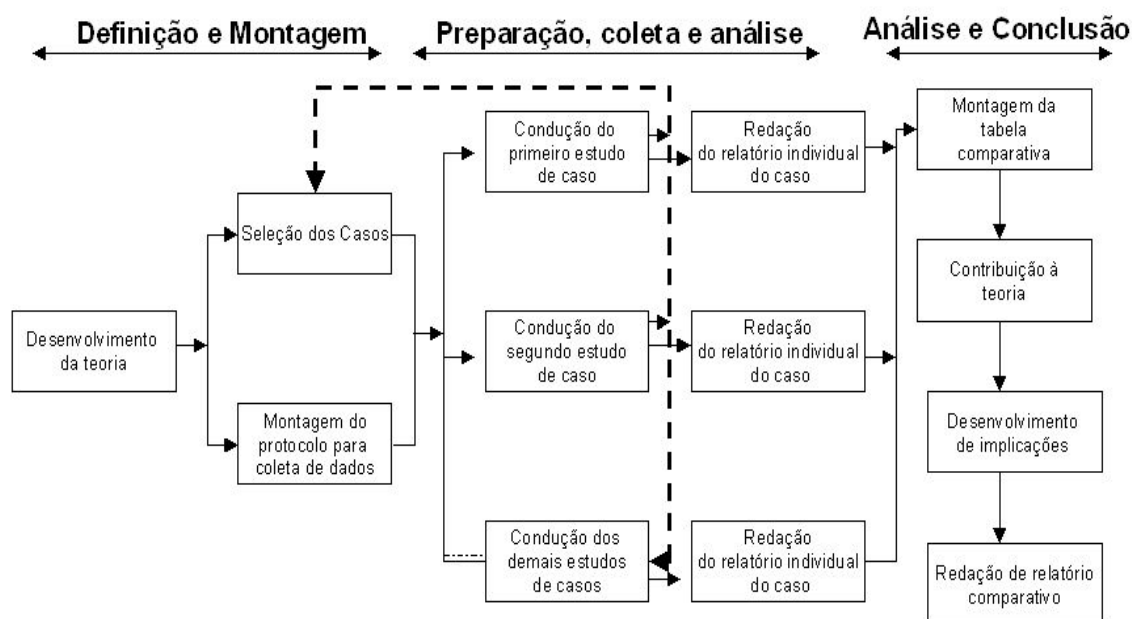 Definição e Montagem
Preparação, coleta e análise
Análise e Conclusão
Desenvolvimento
da teoria
Seleção dos Casos
Montagem do
protocolo para
coleta de dados
Condução do
primeiro estudo
de caso
Redação
do relatório individual
do caso
Condução do
segundo estudo
de caso
Redação
do relatório individual
do caso
Condução dos
demais estudos
de casos
Redação
do relatório individual
do caso
Montagem da
tabela
comparativa
Contribuição à
teoria
Desenvolvimento
de implicações
Redação de relatório
comparativo